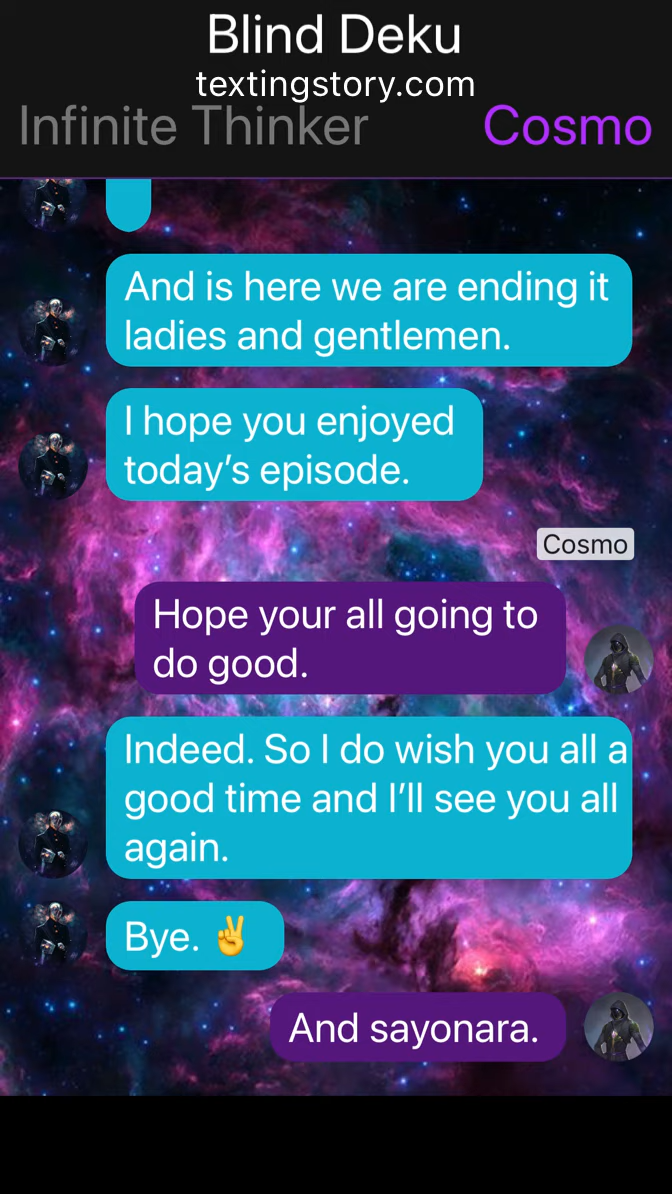 Blind Deku
textingstory.com
Infinite Thinker Cosmo
And is here we are ending it
ladies and gentlemen.
I hope you enjoyed
today’s episode.
Cosmo
Hope your all going to
do good.
Indeed. So I do wish you all a
good time and I’ll see you all
again.
Bye. ✌️
And sayonara.